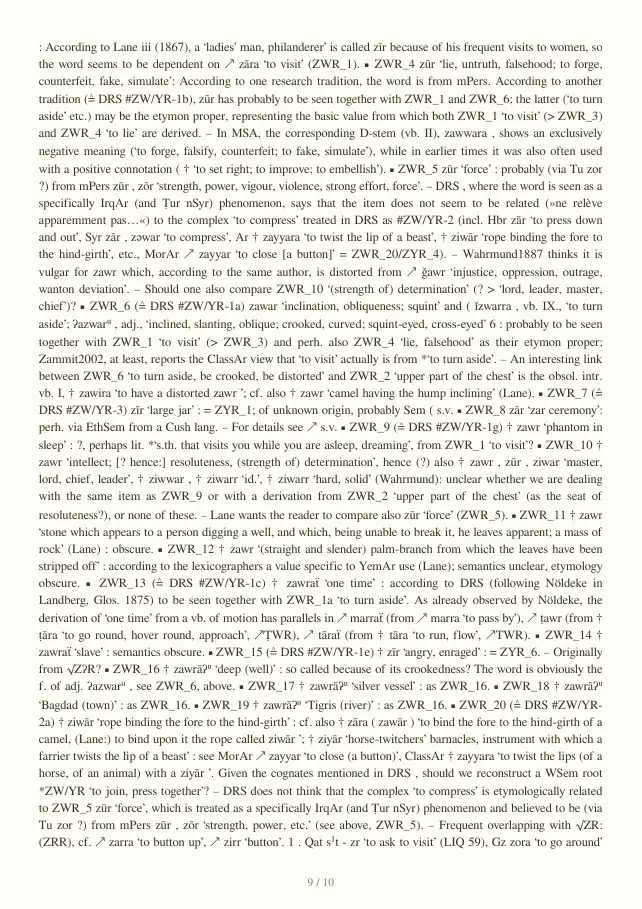 : According to Lane iii (1867), a ‘ladies’ man, philanderer’ is called zīr because of his frequent visits to women, so
the word seems to be dependent on ↗ zāra ‘to visit’ (ZWR_1). ▪ ZWR_4 zūr ‘lie, untruth, falsehood; to forge,
counterfeit, fake, simulate’: According to one research tradition, the word is from mPers. According to another
tradition (≙ DRS #ZW/YR-1b), zūr has probably to be seen together with ZWR_1 and ZWR_6; the latter (‘to turn
aside’ etc.) may be the etymon proper, representing the basic value from which both ZWR_1 ‘to visit’ (> ZWR_3)
and ZWR_4 ‘to lie’ are derived. – In MSA, the corresponding D-stem (vb. II), zawwara , shows an exclusively
negative meaning (‘to forge, falsify, counterfeit; to fake, simulate’), while in earlier times it was also often used
with a positive connotation ( † ‘to set right; to improve; to embellish’). ▪ ZWR_5 zūr ‘force’ : probably (via Tu zor
?) from mPers zūr , zōr ‘strength, power, vigour, violence, strong effort, force’. – DRS , where the word is seen as a
specifically IrqAr (and Ṭur nSyr) phenomenon, says that the item does not seem to be related (»ne relève
apparemment pas…«) to the complex ‘to compress’ treated in DRS as #ZW/YR-2 (incl. Hbr zār ‘to press down
and out’, Syr zār , zəwar ‘to compress’, Ar † zayyara ‘to twist the lip of a beast’, † ziwār ‘rope binding the fore to
the hind-girth’, etc., MorAr ↗ zayyar ‘to close [a button]’ = ZWR_20/ZYR_4). – Wahrmund1887 thinks it is
vulgar for zawr which, according to the same author, is distorted from ↗ ǧawr ‘injustice, oppression, outrage,
wanton deviation’. – Should one also compare ZWR_10 ‘(strength of) determination’ (? > ‘lord, leader, master,
chief’)? ▪ ZWR_6 (≙ DRS #ZW/YR-1a) zawar ‘inclination, obliqueness; squint’ and ( ĭzwarra , vb. IX., ‘to turn
aside’; ʔazwarᵘ , adj., ‘inclined, slanting, oblique; crooked, curved; squint-eyed, cross-eyed’ 6 : probably to be seen
together with ZWR_1 ‘to visit’ (> ZWR_3) and perh. also ZWR_4 ‘lie, falsehood’ as their etymon proper;
Zammit2002, at least, reports the ClassAr view that ‘to visit’ actually is from *‘to turn aside’. – An interesting link
between ZWR_6 ‘to turn aside, be crooked, be distorted’ and ZWR_2 ‘upper part of the chest’ is the obsol. intr.
vb. I, † zawira ‘to have a distorted zawr ’; cf. also † zawar ‘camel having the hump inclining’ (Lane). ▪ ZWR_7 (≙
DRS #ZW/YR-3) zīr ‘large jar’ : = ZYR_1; of unknown origin, probably Sem ( s.v. ▪ ZWR_8 zār ‘zar ceremony’:
perh. via EthSem from a Cush lang. – For details see ↗ s.v. ▪ ZWR_9 (≙ DRS #ZW/YR-1g) † zawr ‘phantom in
sleep’ : ?, perhaps lit. *‘s.th. that visits you while you are asleep, dreaming’, from ZWR_1 ‘to visit’? ▪ ZWR_10 †
zawr ‘intellect; [? hence:] resoluteness, (strength of) determination’, hence (?) also † zawr , zūr , ziwar ‘master,
lord, chief, leader’, † ziwwar , † ziwarr ‘id.’, † ziwarr ‘hard, solid’ (Wahrmund): unclear whether we are dealing
with the same item as ZWR_9 or with a derivation from ZWR_2 ‘upper part of the chest’ (as the seat of
resoluteness?), or none of these. – Lane wants the reader to compare also zūr ‘force’ (ZWR_5). ▪ ZWR_11 † zawr
‘stone which appears to a person digging a well, and which, being unable to break it, he leaves apparent; a mass of
rock’ (Lane) : obscure. ▪ ZWR_12 † zawr ‘(straight and slender) palm-branch from which the leaves have been
stripped off’ : according to the lexicographers a value specific to YemAr use (Lane); semantics unclear, etymology
obscure. ▪ ZWR_13 (≙ DRS #ZW/YR-1c) † zawraẗ ‘one time’ : according to DRS (following Nöldeke in
Landberg, Glos. 1875) to be seen together with ZWR_1a ‘to turn aside’. As already observed by Nöldeke, the
derivation of ‘one time’ from a vb. of motion has parallels in ↗ marraẗ (from ↗ marra ‘to pass by’), ↗ ṭawr (from †
ṭāra ‘to go round, hover round, approach’, ↗ṬWR), ↗ tāraẗ (from † tāra ‘to run, flow’, ↗TWR). ▪ ZWR_14 †
zawraẗ ‘slave’ : semantics obscure. ▪ ZWR_15 (≙ DRS #ZW/YR-1e) † zīr ‘angry, enraged’ : = ZYR_6. – Originally
from √ZʔR? ▪ ZWR_16 † zawrāʔᵘ ‘deep (well)’ : so called because of its crookedness? The word is obviously the
f. of adj. ʔazwarᵘ , see ZWR_6, above. ▪ ZWR_17 † zawrāʔᵘ ‘silver vessel’ : as ZWR_16. ▪ ZWR_18 † zawrāʔᵘ
‘Bagdad (town)’ : as ZWR_16. ▪ ZWR_19 † zawrāʔᵘ ‘Tigris (river)’ : as ZWR_16. ▪ ZWR_20 (≙ DRS #ZW/YR-
2a) † ziwār ‘rope binding the fore to the hind-girth’ : cf. also † zāra ( zawār ) ‘to bind the fore to the hind-girth of a
camel, (Lane:) to bind upon it the rope called ziwār ’; † ziyār ‘horse-twitchers’ barnacles, instrument with which a
farrier twists the lip of a beast’ : see MorAr ↗ zayyar ‘to close (a button)’, ClassAr † zayyara ‘to twist the lips (of a
horse, of an animal) with a ziyār ’. Given the cognates mentioned in DRS , should we reconstruct a WSem root
*ZW/YR ‘to join, press together’? – DRS does not think that the complex ‘to compress’ is etymologically related
to ZWR_5 zūr ‘force’, which is treated as a specifically IrqAr (and Ṭur nSyr) phenomenon and believed to be (via
Tu zor ?) from mPers zūr , zōr ‘strength, power, etc.’ (see above, ZWR_5). – Frequent overlapping with √ZR:
(ZRR), cf. ↗ zarra ‘to button up’, ↗ zirr ‘button’. 1 . Qat s¹t - zr ‘to ask to visit’ (LIQ 59), Gz zora ‘to go around’
9 / 10